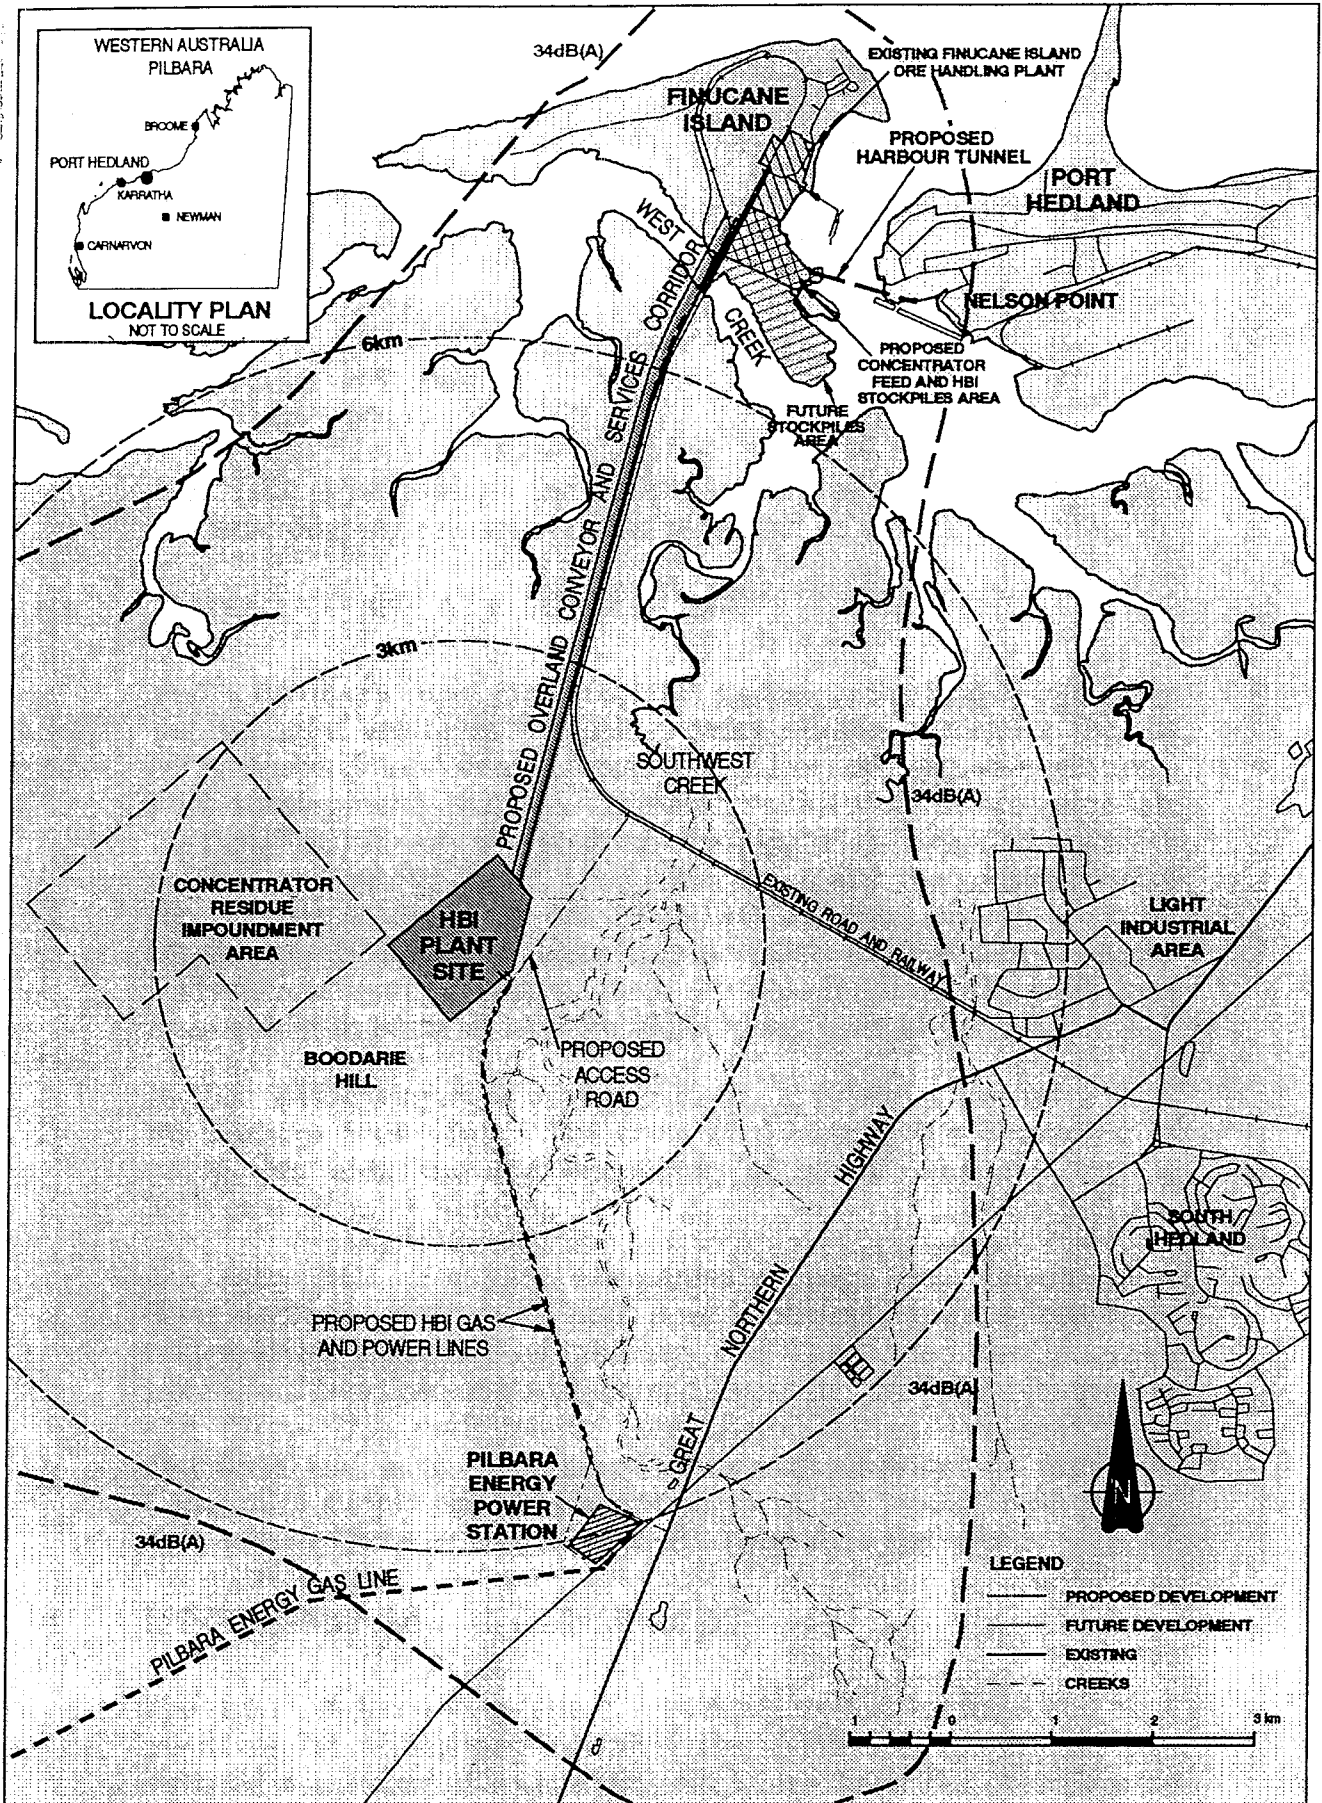 WESTERN AUSTRALIA
PILBARA
BROOME
PORT HEDLAND
KARRATHA
NEWMAN
CARNARVON
LOCALITY PLAN
NOT TO SCALE
34dB(A)
EXISTING FINUCANE ISLAND
ORE HANDLING PLANT
FINUCANE
ISLAND
PROPOSED
HARBOUR TUNNEL
PORT
HEDLAND
WEST
CREEK
NELSON POINT
PROPOSED
CONCENTRATOR
FEED AND HBI
STOCKPILES AREA
FUTURE
STOCKPILES
AREA
6km
PROPOSED OVERLAND CONVEYOR AND SERVICES CORRIDOR
3km
SOUTHWEST
CREEK
34dB(A)
CONCENTRATOR
RESIDUE
IMPOUNDMENT
AREA
HBI
PLANT
SITE
EXISTING ROAD AND RAILWAY
LIGHT
INDUSTRIAL
AREA
BOODARIE
HILL
PROPOSED
ACCESS
ROAD
SOUTH
HEDLAND
PROPOSED HBI GAS
AND POWER LINES
GREAT NORTHERN HIGHWAY
34dB(A)
PILBARA
ENERGY
POWER
STATION
N
34dB(A)
PILBARA ENERGY GAS LINE
LEGEND
PROPOSED DEVELOPMENT
FUTURE DEVELOPMENT
EXISTING
CREEKS
1 0 1 2 3 km